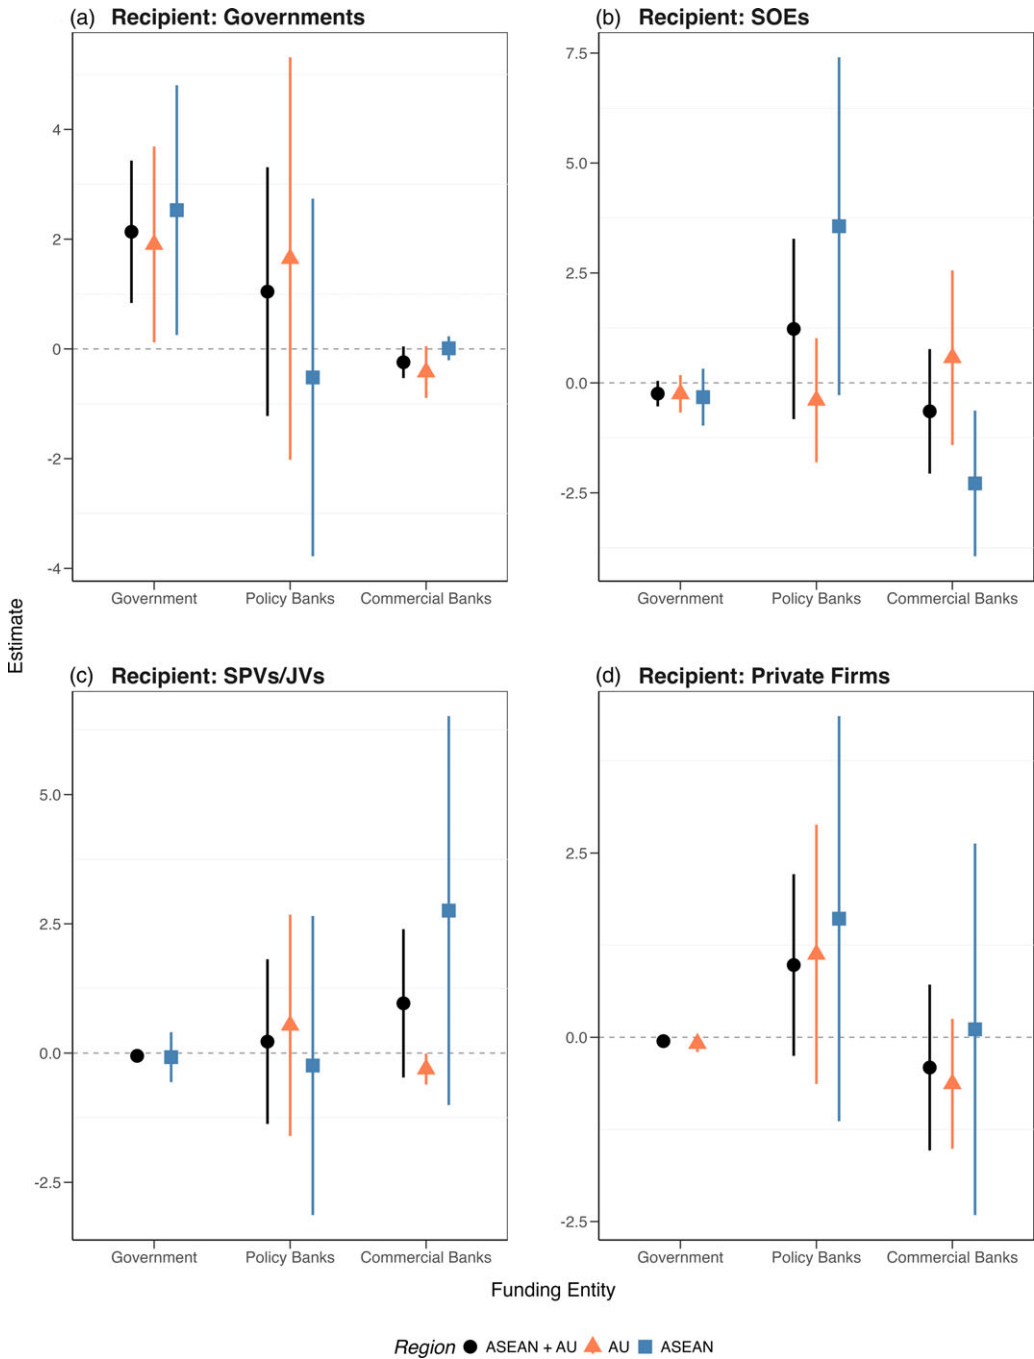 (a) Recipient: Governments
4
2
0
-2
-4
Government Policy Banks Commercial Banks
(b) Recipient: SOEs
7.5
5.0
2.5
0.0
-2.5
Government Policy Banks Commercial Banks
Estimate
(c) Recipient: SPVs/JVs
5.0
2.5
0.0
-2.5
Government Policy Banks Commercial Banks
(d) Recipient: Private Firms
2.5
0.0
-2.5
Government Policy Banks Commercial Banks
Funding Entity
Region ASEAN + AU AU ASEAN